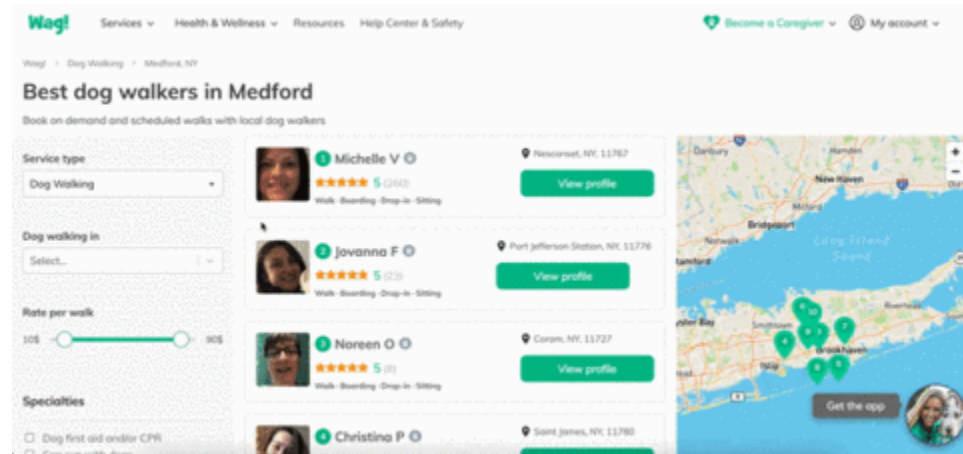 Wag!
Services
Health & Wellness
Resources
Help Center & Safety
Become a Caregiver
My account
Wag! > Dog Walking > Medford, NY
Best dog walkers in Medford
Book on demand and scheduled walks with local dog walkers
Service type
Dog Walking
Dog walking in
Select...
Rate per walk
10$
90$
Specialties
Dog first aid and/or CPR
1 Michelle V
5 (260)
Walk · Boarding · Drop-in · Sitting
Nesconset, NY, 11767
View profile
2 Jovanna F
5 (23)
Walk · Boarding · Drop-in · Sitting
Port Jefferson Station, NY, 11776
View profile
3 Noreen O
5 (8)
Walk · Boarding · Drop-in · Sitting
Coram, NY, 11727
View profile
4 Christina P
Saint James, NY, 11780
Danbury
Hamden
New Haven
Milford
Bridgeport
Norwalk
Long Island
Sound
Riverhead
Smithtown
Brookhaven
Islip
Get the app